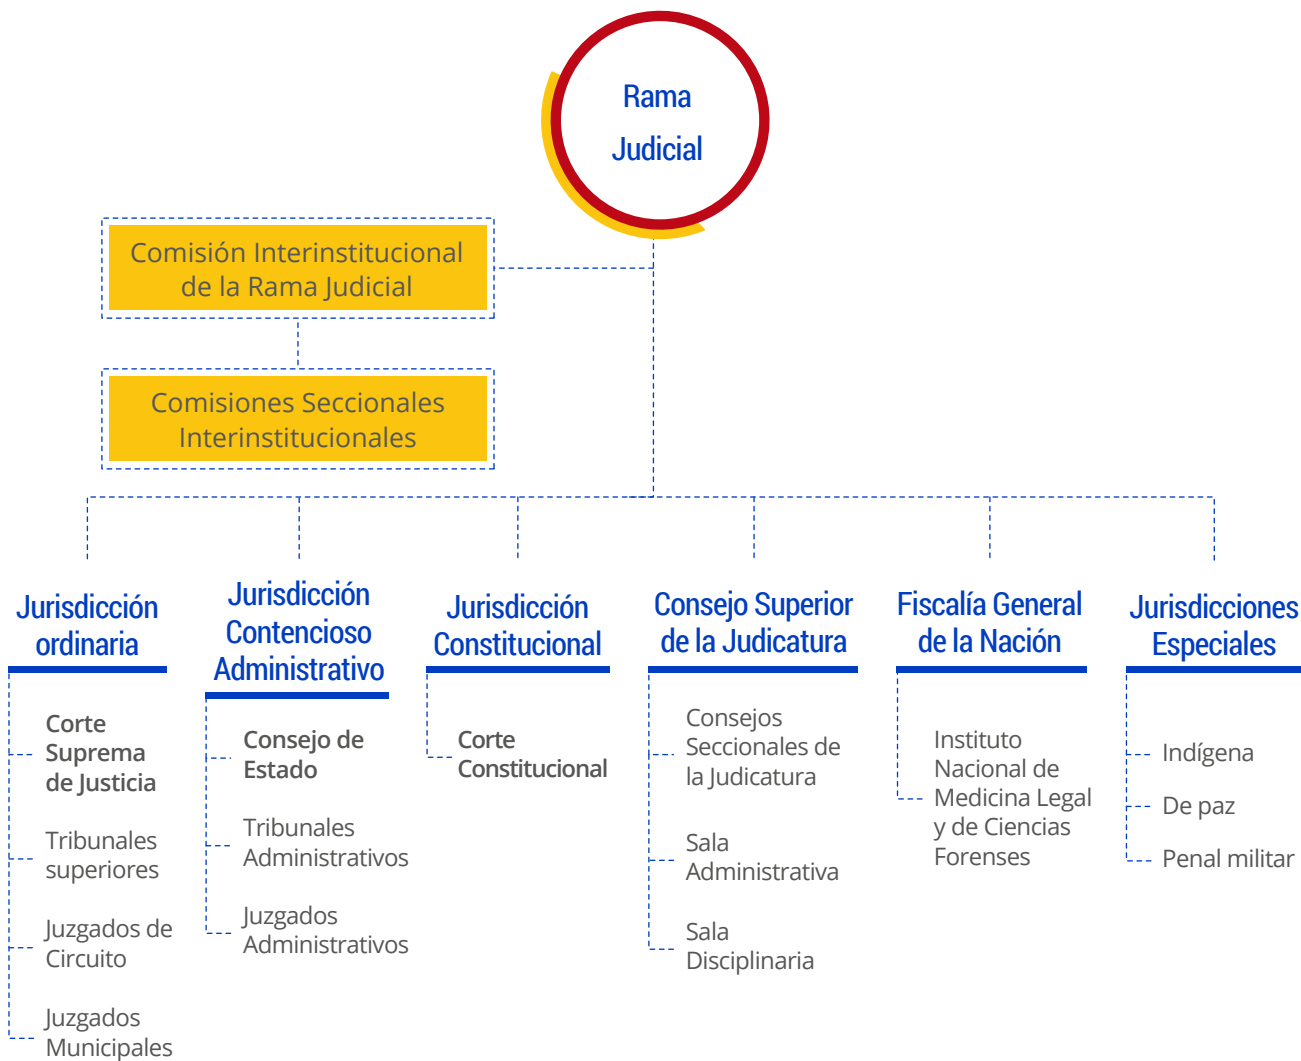 Rama
Judicial
Comisión Interinstitucional
de la Rama Judicial
Comisiones Seccionales
Interinstitucionales
Jurisdicción
ordinaria
Corte
Suprema
de Justicia
Tribunales
superiores
Juzgados de
Circuito
Juzgados
Municipales
Jurisdicción
Contencioso
Administrativo
Consejo de
Estado
Tribunales
Administrativos
Juzgados
Administrativos
Jurisdicción
Constitucional
Corte
Constitucional
Consejo Superior
de la Judicatura
Consejos
Seccionales de
la Judicatura
Sala
Administrativa
Sala
Disciplinaria
Fiscalía General
de la Nación
Instituto
Nacional de
Medicina Legal
y de Ciencias
Forenses
Jurisdicciones
Especiales
Indígena
De paz
Penal militar